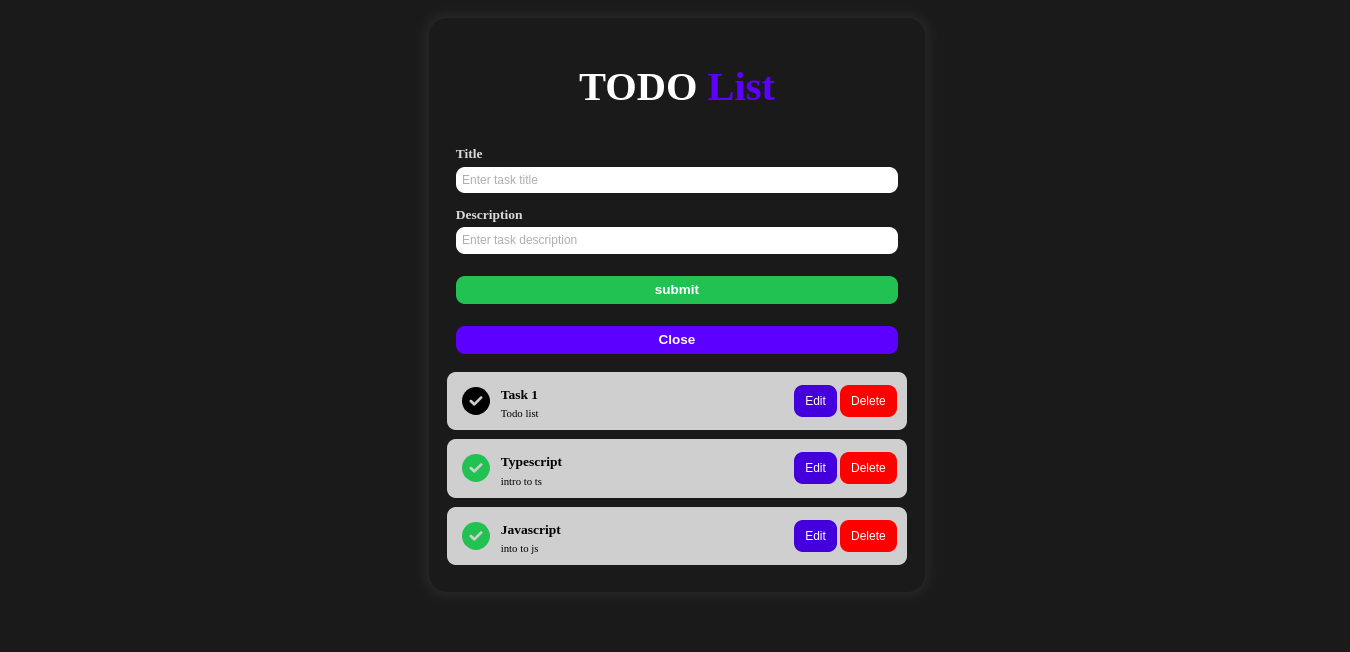 TODO List
Title
Enter task title
Description
Enter task description
submit
Close
Task 1
Todo list
Edit Delete
Typescript
intro to ts
Edit Delete
Javascript
into to js
Edit Delete